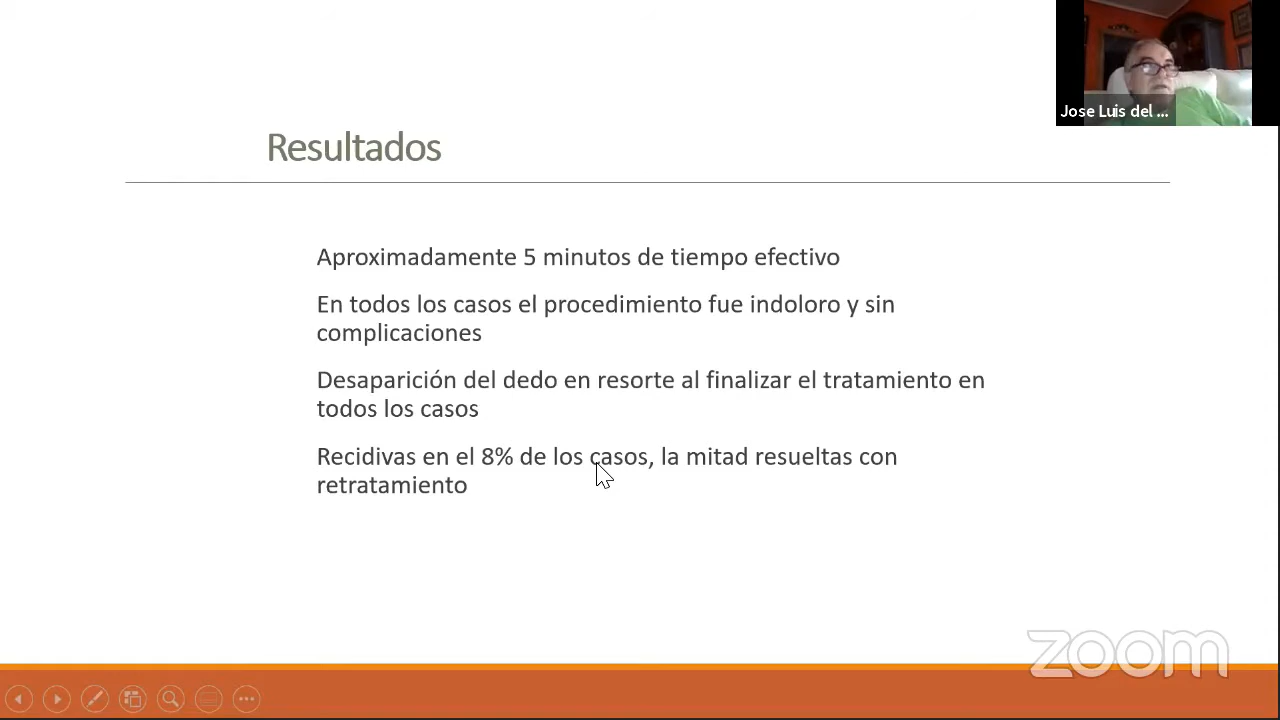 Jose Luis del ...
Resultados
Aproximadamente 5 minutos de tiempo efectivo
En todos los casos el procedimiento fue indoloro y sin
complicaciones
Desaparición del dedo en resorte al finalizar el tratamiento en
todos los casos
Recidivas en el 8% de los casos, la mitad resueltas con
retratamiento
zoom